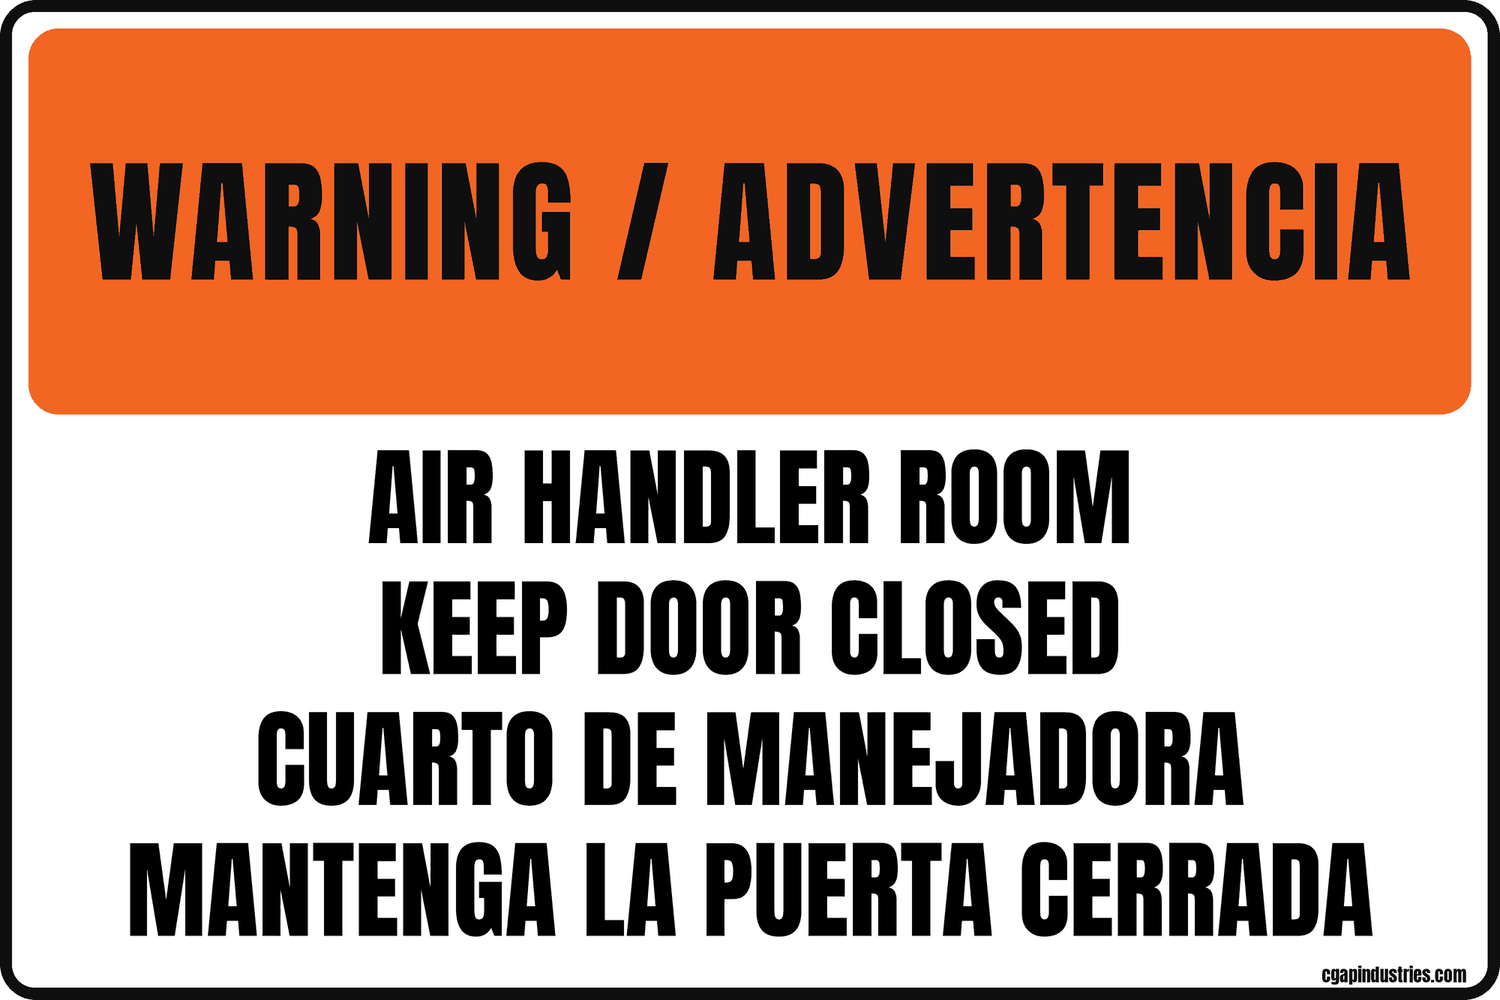 WARNING / ADVERTENCIA
AIR HANDLER ROOM
KEEP DOOR CLOSED
CUARTO DE MANEJADORA
MANTENGA LA PUERTA CERRADA
cgapindustries.com